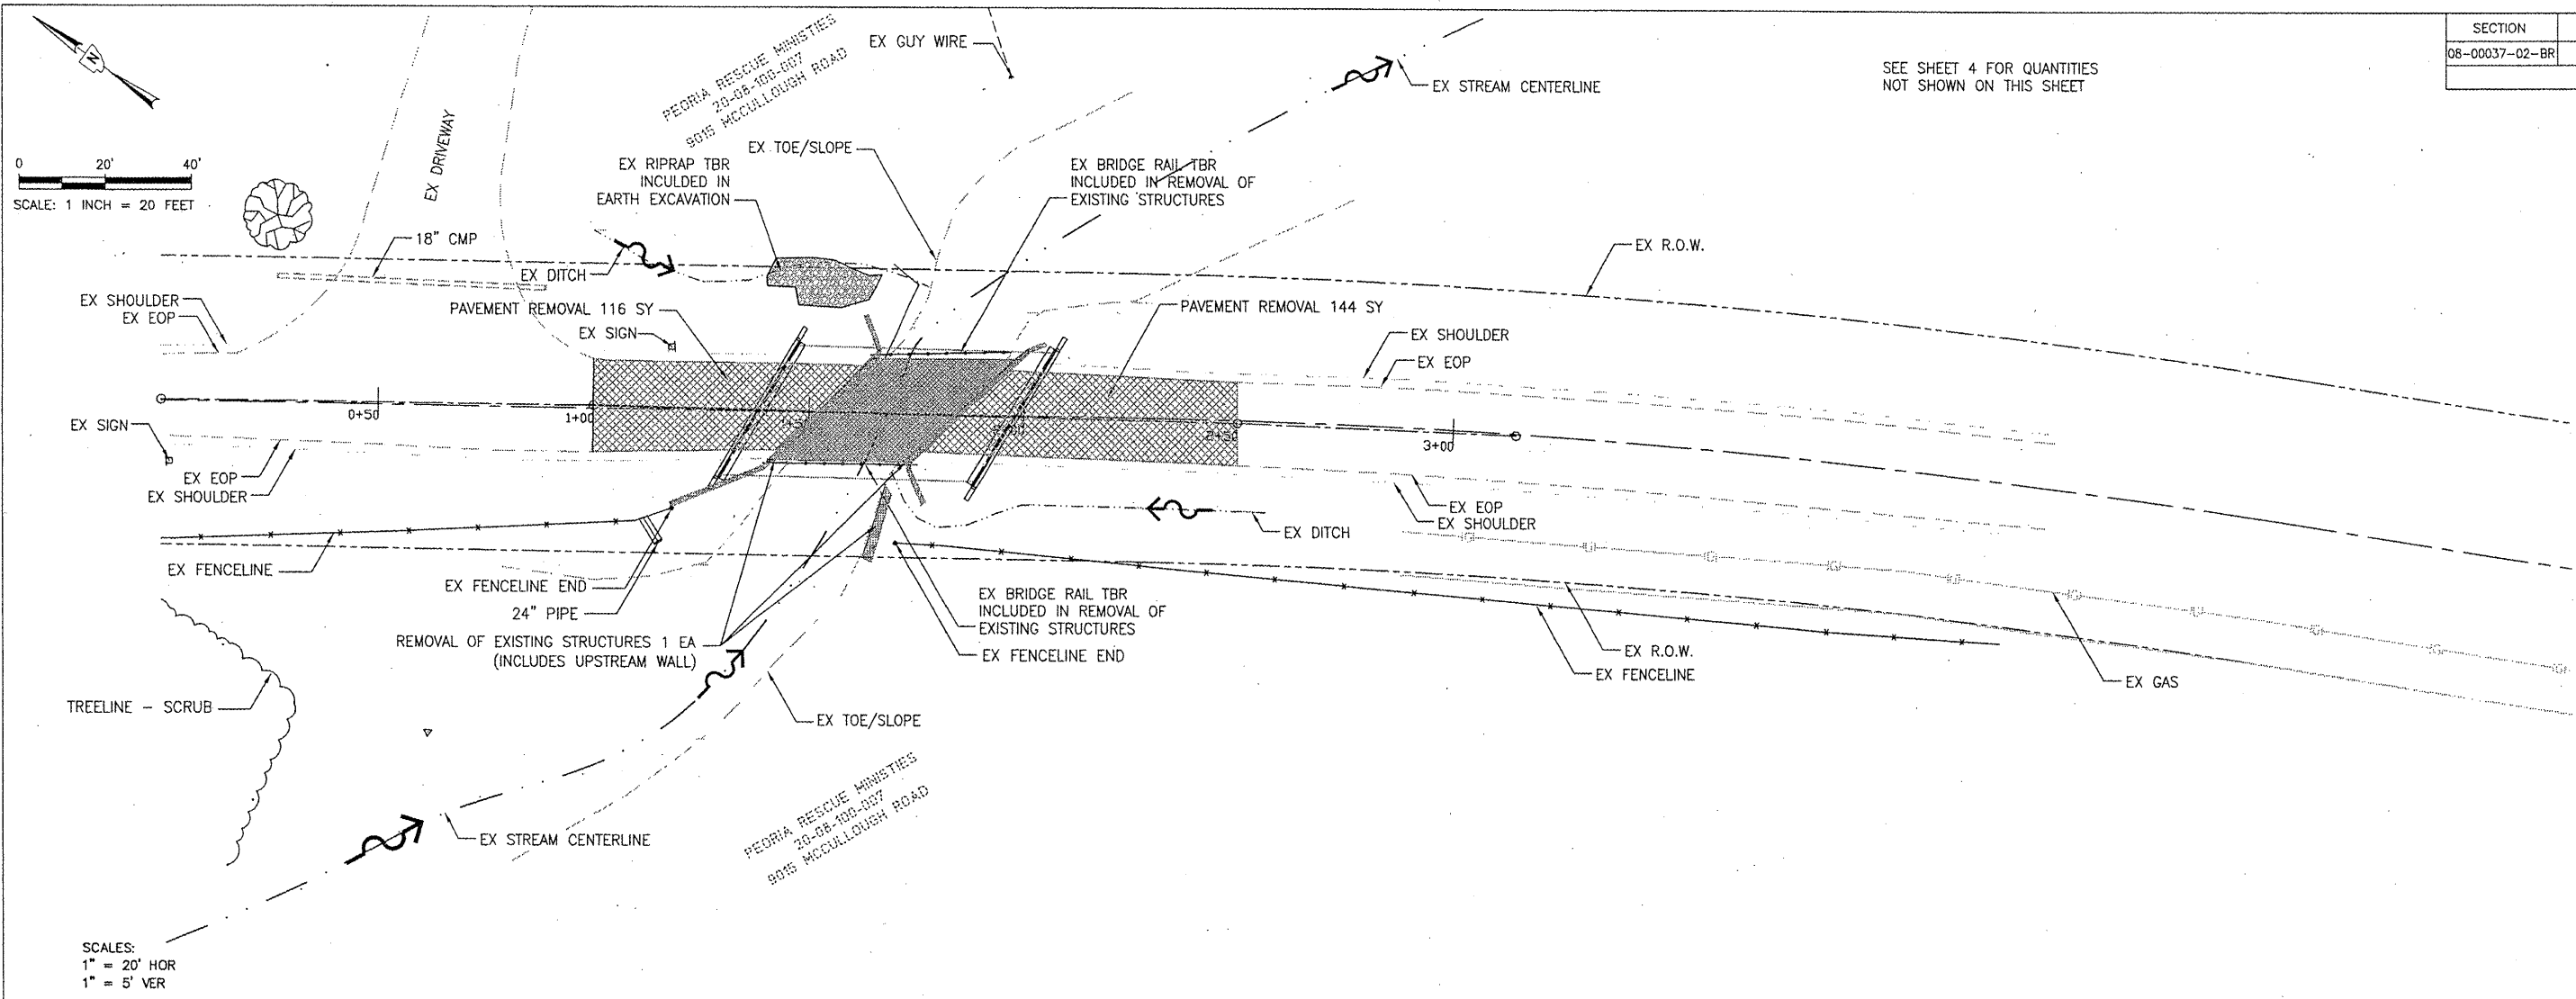 SECTION
08-00037-02-BR
N
0 20' 40'
SCALE: 1 INCH = 20 FEET
EX DRIVEWAY
PEORIA RESCUE MINISTIES
20-08-100-007
9015 MCCULLOUGH ROAD
EX GUY WIRE
EX STREAM CENTERLINE
SEE SHEET 4 FOR QUANTITIES
NOT SHOWN ON THIS SHEET
EX TOE/SLOPE
EX RIPRAP TBR
INCULDED IN
EARTH EXCAVATION
EX BRIDGE RAIL TBR
INCLUDED IN REMOVAL OF
EXISTING STRUCTURES
18" CMP
EX DITCH
EX R.O.W.
EX SHOULDER
EX EOP
PAVEMENT REMOVAL 116 SY
EX SIGN
PAVEMENT REMOVAL 144 SY
EX SHOULDER
EX EOP
0+50
1+00
2+50
3+00
EX SIGN
EX EOP
EX SHOULDER
EX EOP
EX SHOULDER
EX DITCH
G
G
G
G
G
G
G
G
G
G
EX FENCELINE
EX FENCELINE END
24" PIPE
REMOVAL OF EXISTING STRUCTURES 1 EA
(INCLUDES UPSTREAM WALL)
EX BRIDGE RAIL TBR
INCLUDED IN REMOVAL OF
EXISTING STRUCTURES
EX FENCELINE END
EX R.O.W.
EX FENCELINE
EX GAS
TREELINE - SCRUB
EX TOE/SLOPE
PEORIA RESCUE MINISTIES
20-08-100-007
9015 MCCULLOUGH ROAD
EX STREAM CENTERLINE
SCALES:
1" = 20' HOR
1" = 5' VER